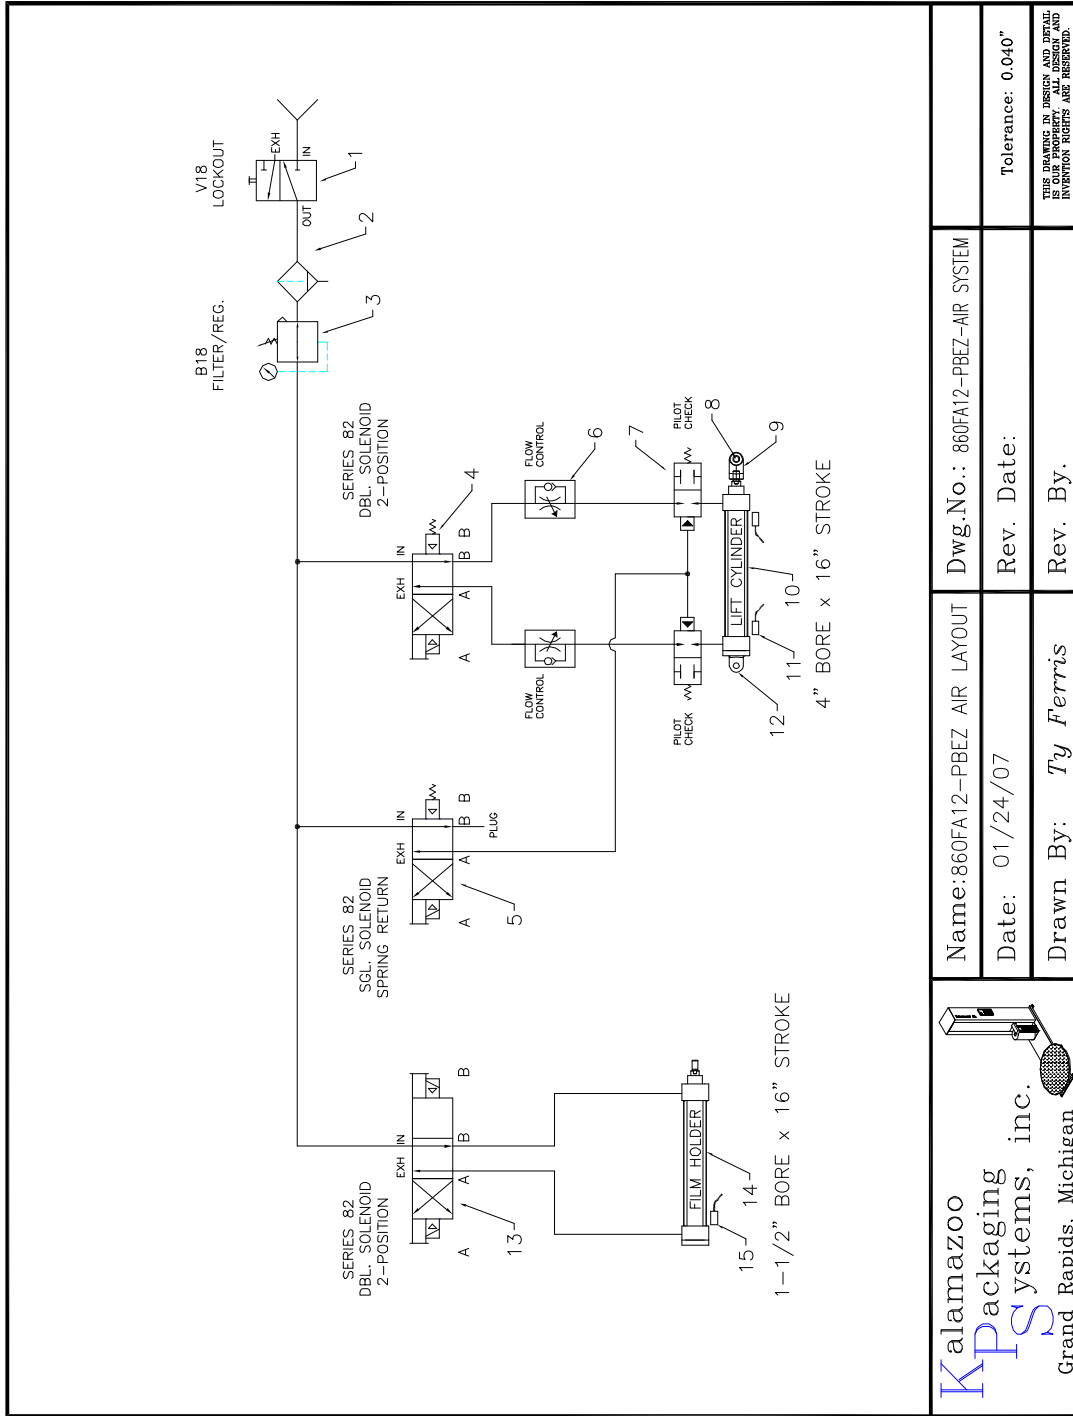 V18
LOCKOUT
EXH
IN
OUT
1
2
B18
FILTER/REG.
3
SERIES 82
DBL. SOLENOID
2-POSITION
EXH
IN
A
A
B
B
4
FLOW
CONTROL
FLOW
CONTROL
6
PILOT
CHECK
PILOT
CHECK
7
8
9
LIFT CYLINDER
10
11
12
4" BORE x 16" STROKE
SERIES 82
SGL. SOLENOID
SPRING RETURN
EXH
IN
A
A
B
B
PLUG
5
SERIES 82
DBL. SOLENOID
2-POSITION
EXH
IN
A
A
B
B
13
FILM HOLDER
14
15
1-1/2" BORE x 16" STROKE
Kalamazoo
Packaging
Systems, inc.
Grand Rapids, Michigan
Name:860FA12-PBEZ AIR LAYOUT
Date: 01/24/07
Drawn By: Ty Ferris
Dwg.No.: 860FA12-PBEZ-AIR SYSTEM
Rev. Date:
Rev. By.
Tolerance: 0.040"
THIS DRAWING IN DESIGN AND DETAIL
IS OUR PROPERTY. ALL DESIGN AND
INVENTION RIGHTS ARE RESERVED.